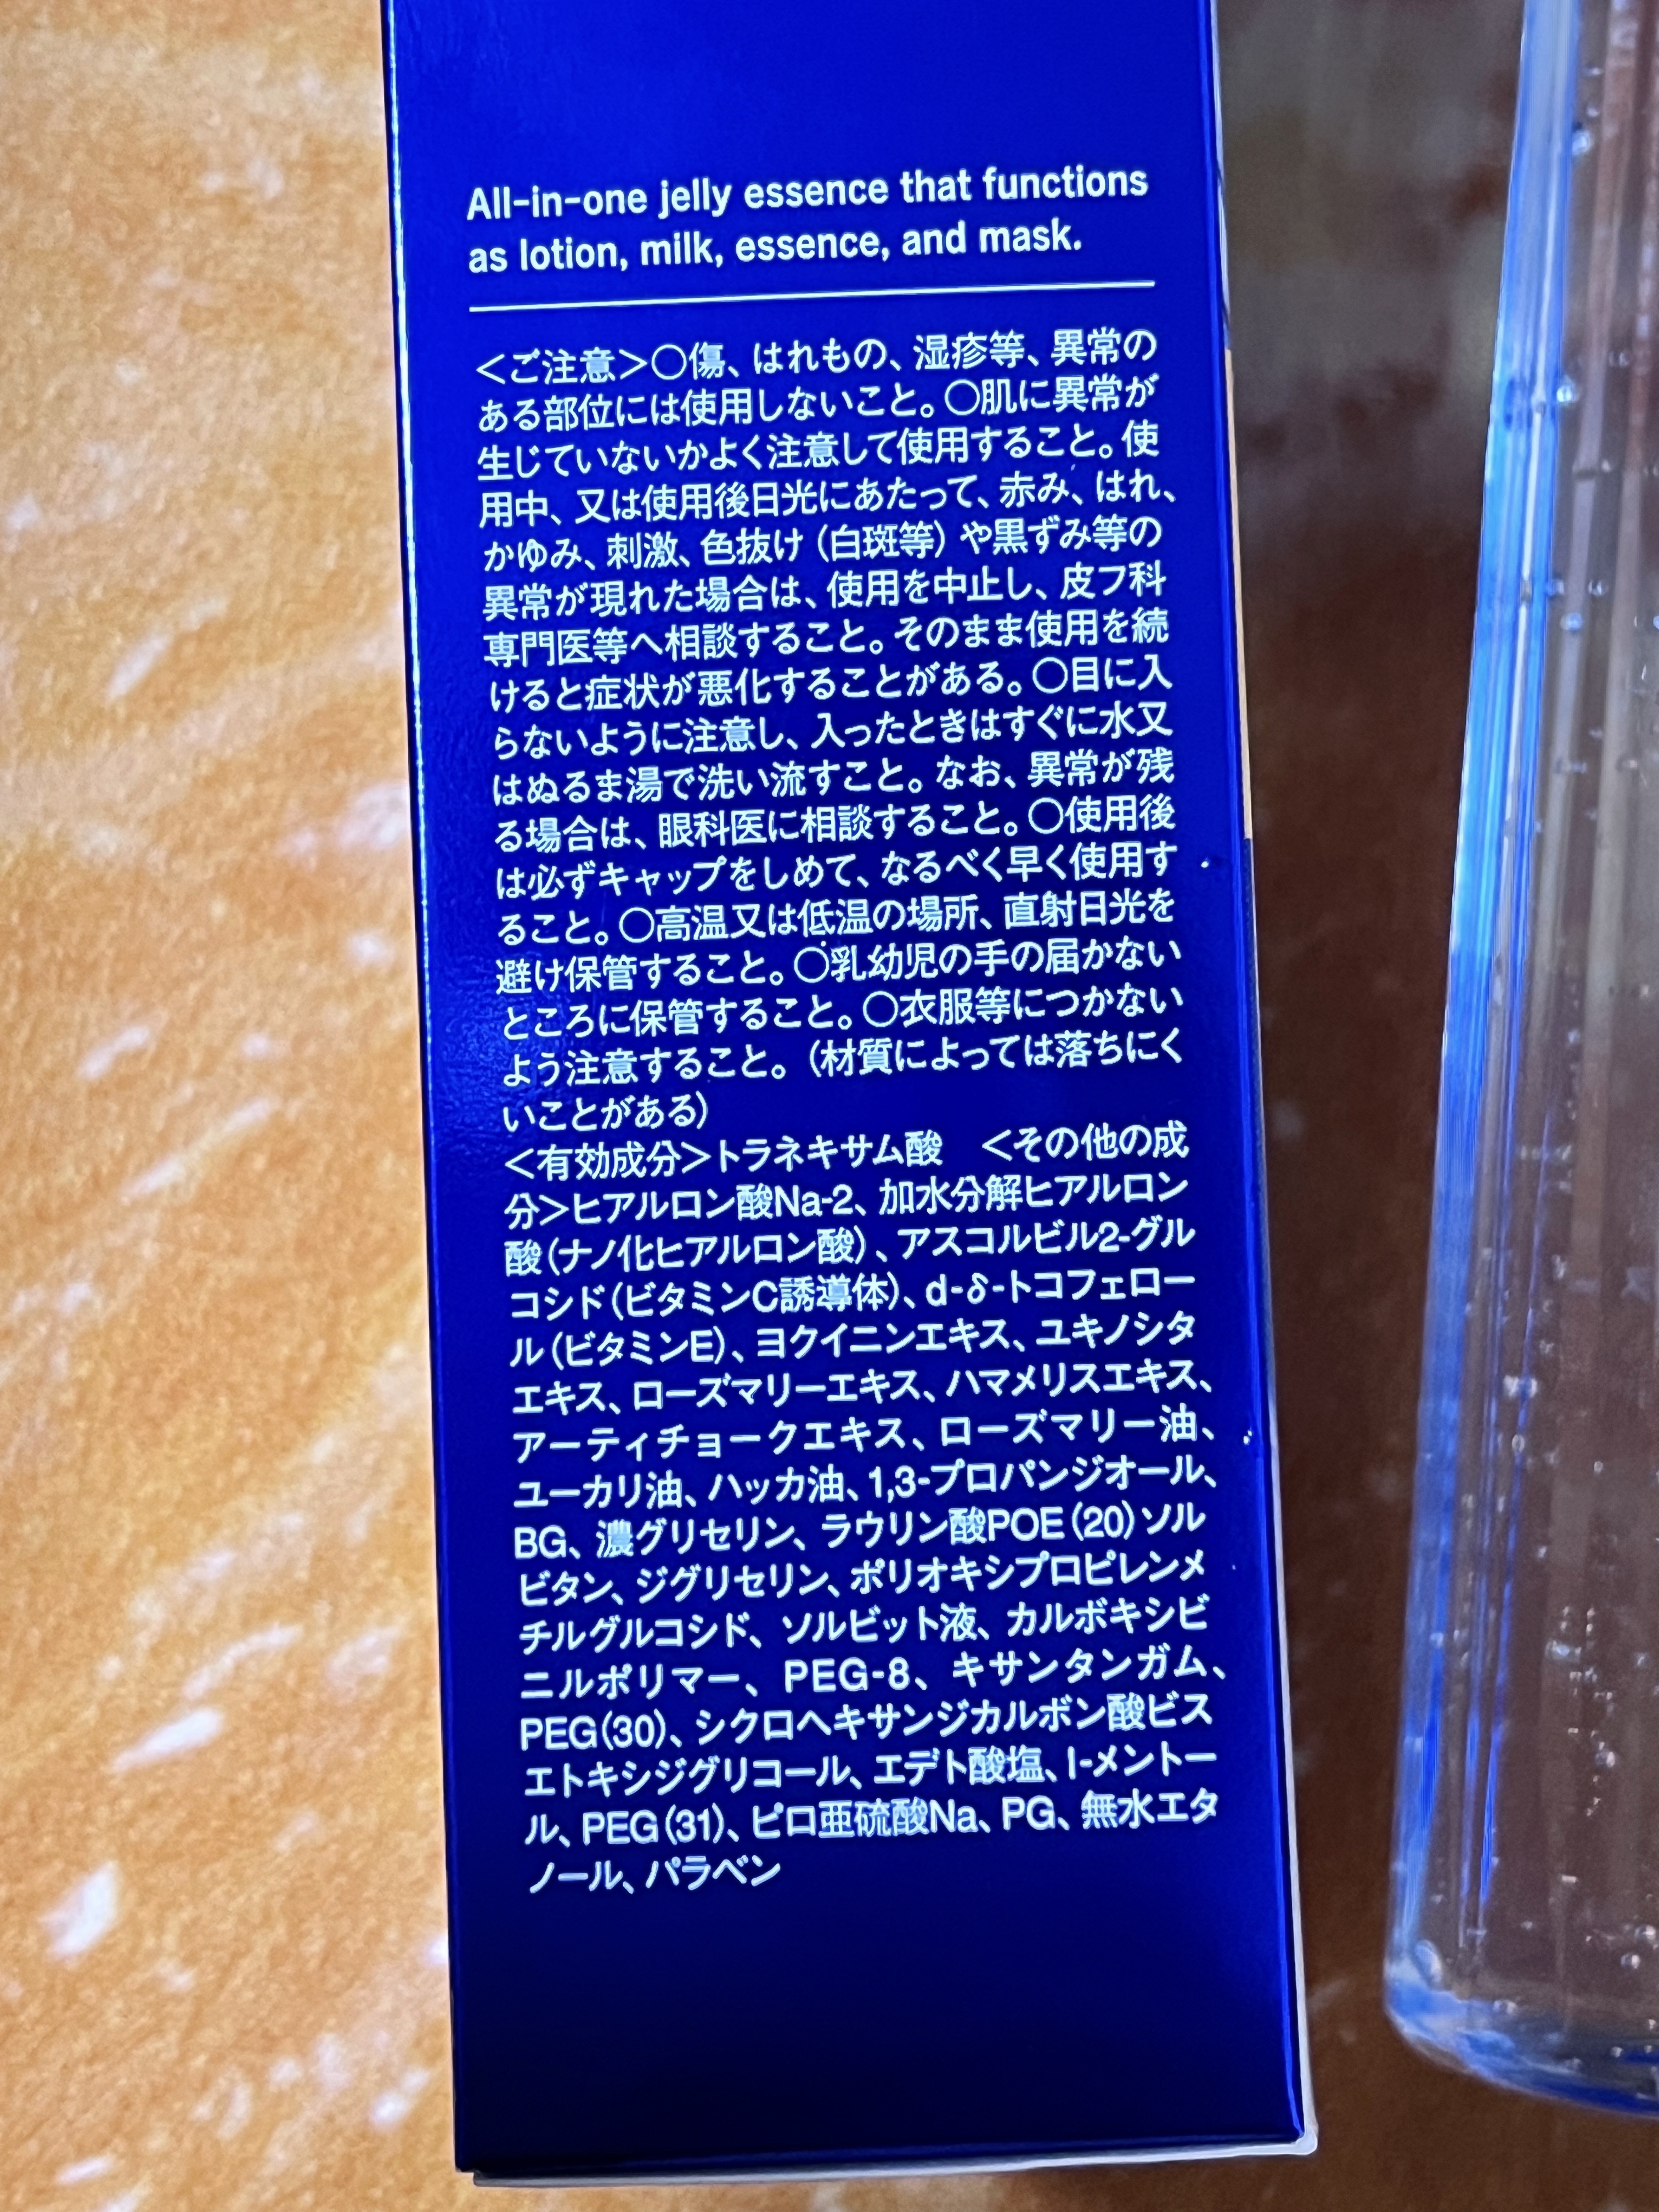 All-in-one jelly essence that functions
as lotion, milk, essence, and mask.
＜ご注意＞○傷、はれもの、湿疹等、異常の
ある部位には使用しないこと。○肌に異常が
生じていないかよく注意して使用すること。使
用中、又は使用後日光にあたって、赤み、はれ、
かゆみ、刺激、色抜け（白斑等）や黒ずみ等の
異常が現れた場合は、使用を中止し、皮フ科
専門医等へ相談すること。そのまま使用を続
けると症状が悪化することがある。○目に入
らないように注意し、入ったときはすぐに水又
はぬるま湯で洗い流すこと。なお、異常が残
る場合は、眼科医に相談すること。○使用後
は必ずキャップをしめて、なるべく早く使用す
ること。○高温又は低温の場所、直射日光を
避け保管すること。○乳幼児の手の届かない
ところに保管すること。○衣服等につかない
よう注意すること。（材質によっては落ちにく
いことがある）
＜有効成分＞トラネキサム酸　＜その他の成
分＞ヒアルロン酸Na-2、加水分解ヒアルロン
酸（ナノ化ヒアルロン酸）、アスコルビル2-グル
コシド（ビタミンC誘導体）、d-δ-トコフェロー
ル（ビタミンE）、ヨクイニンエキス、ユキノシタ
エキス、ローズマリーエキス、ハマメリスエキス、
アーティチョークエキス、ローズマリー油、
ユーカリ油、ハッカ油、1,3-プロパンジオール、
BG、濃グリセリン、ラウリン酸POE（20）ソル
ビタン、ジグリセリン、ポリオキシプロピレンメ
チルグルコシド、ソルビット液、カルボキシビ
ニルポリマー、PEG-8、キサンタンガム、
PEG（30）、シクロヘキサンジカルボン酸ビス
エトキシジグリコール、エデト酸塩、l-メントー
ル、PEG（31）、ピロ亜硫酸Na、PG、無水エタ
ノール、パラベン